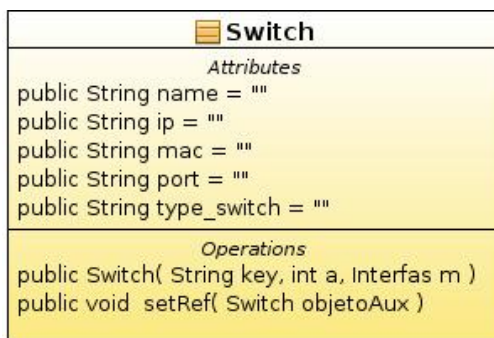 Switch
Attributes
public String name = ""
public String ip = ""
public String mac = ""
public String port = ""
public String type_switch = ""
Operations
public Switch( String key, int a, Interfas m )
public void  setRef( Switch objetoAux )